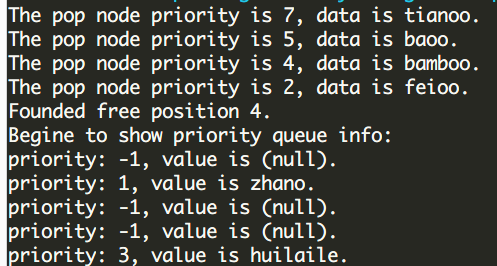 The pop node priority is 7, data is tianoo.
The pop node priority is 5, data is baoo.
The pop node priority is 4, data is bamboo.
The pop node priority is 2, data is feioo.
Founded free position 4.
Begine to show priority queue info:
priority: -1, value is (null).
priority: 1, value is zhano.
priority: -1, value is (null).
priority: -1, value is (null).
priority: 3, value is huilaile.